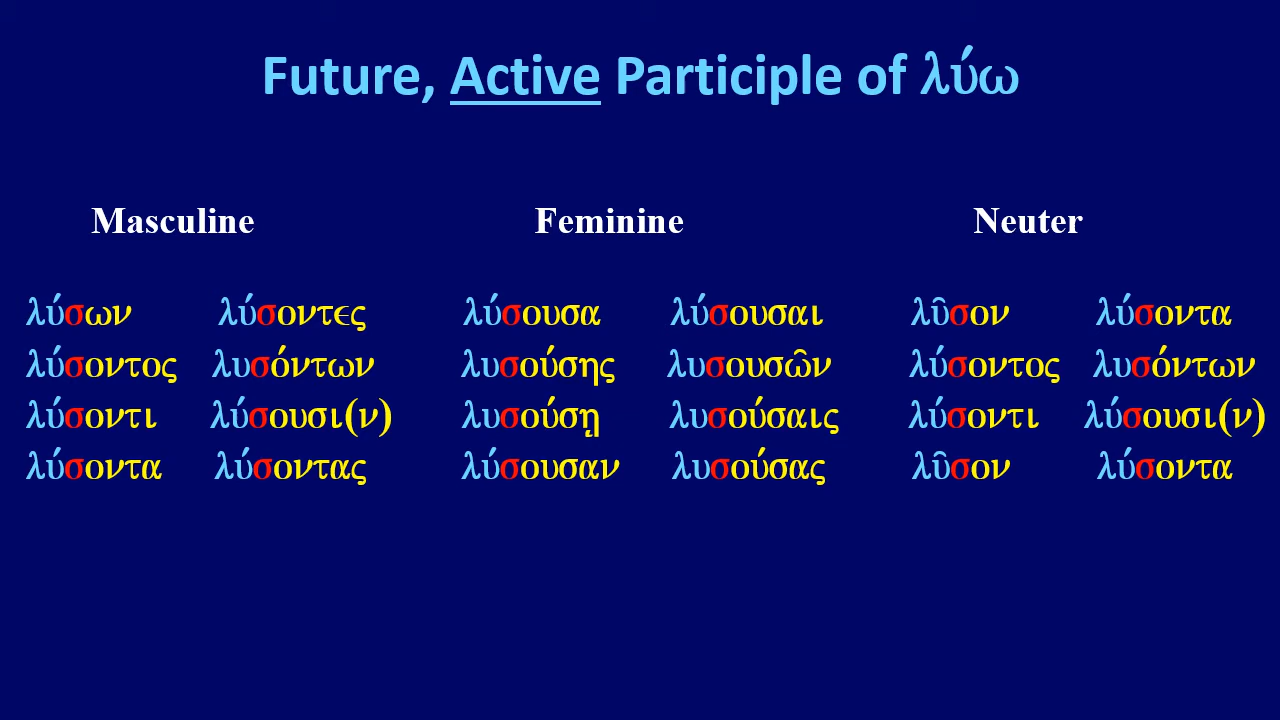 Future, Active Participle of λύω
Masculine Feminine Neuter
λύσων λύσοντες λύσουσα λύσουσαι λῦσον λύσοντα
λύσοντος λυσόντων λυσούσης λυσουσῶν λύσοντος λυσόντων
λύσοντι λύσουσι(ν) λυσούσῃ λυσούσαις λύσοντι λύσουσι(ν)
λύσοντα λύσοντας λύσουσαν λυσούσας λῦσον λύσοντα